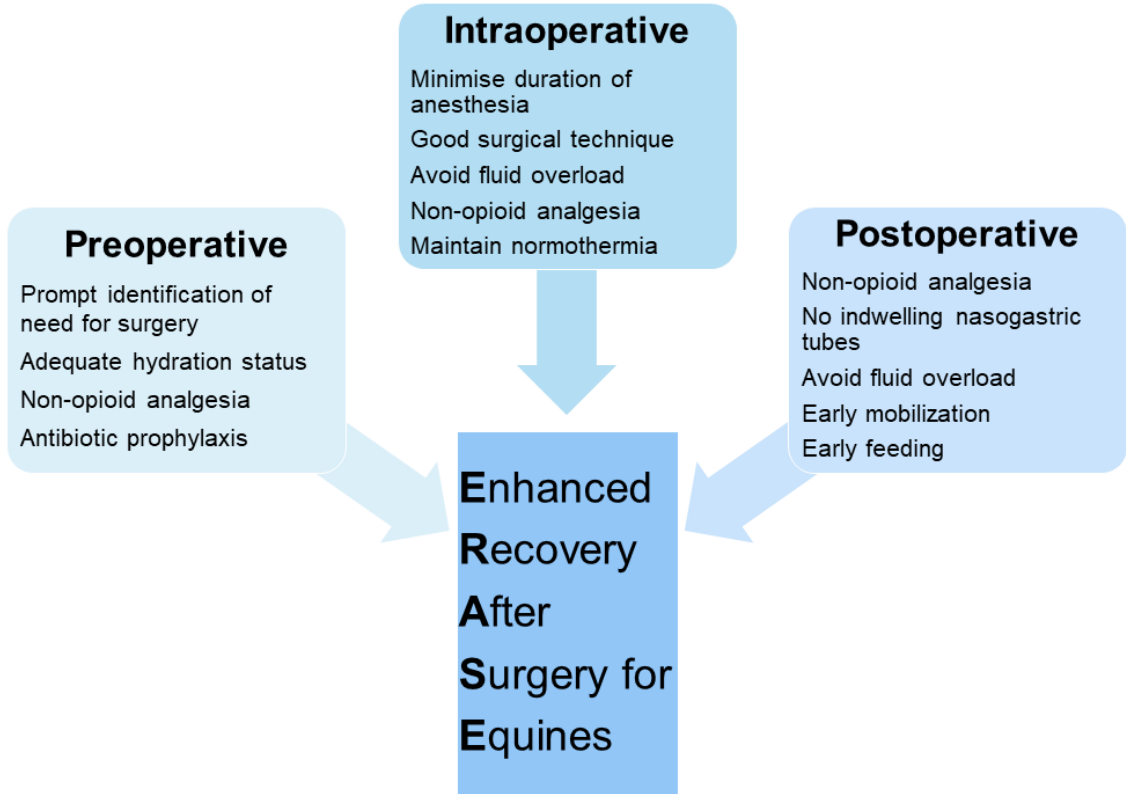 Intraoperative
Minimise duration of
anesthesia
Good surgical technique
Avoid fluid overload
Non-opioid analgesia
Maintain normothermia
Preoperative
Prompt identification of
need for surgery
Adequate hydration status
Non-opioid analgesia
Antibiotic prophylaxis
Postoperative
Non-opioid analgesia
No indwelling nasogastric
tubes
Avoid fluid overload
Early mobilization
Early feeding
Enhanced
Recovery
After
Surgery for
Equines